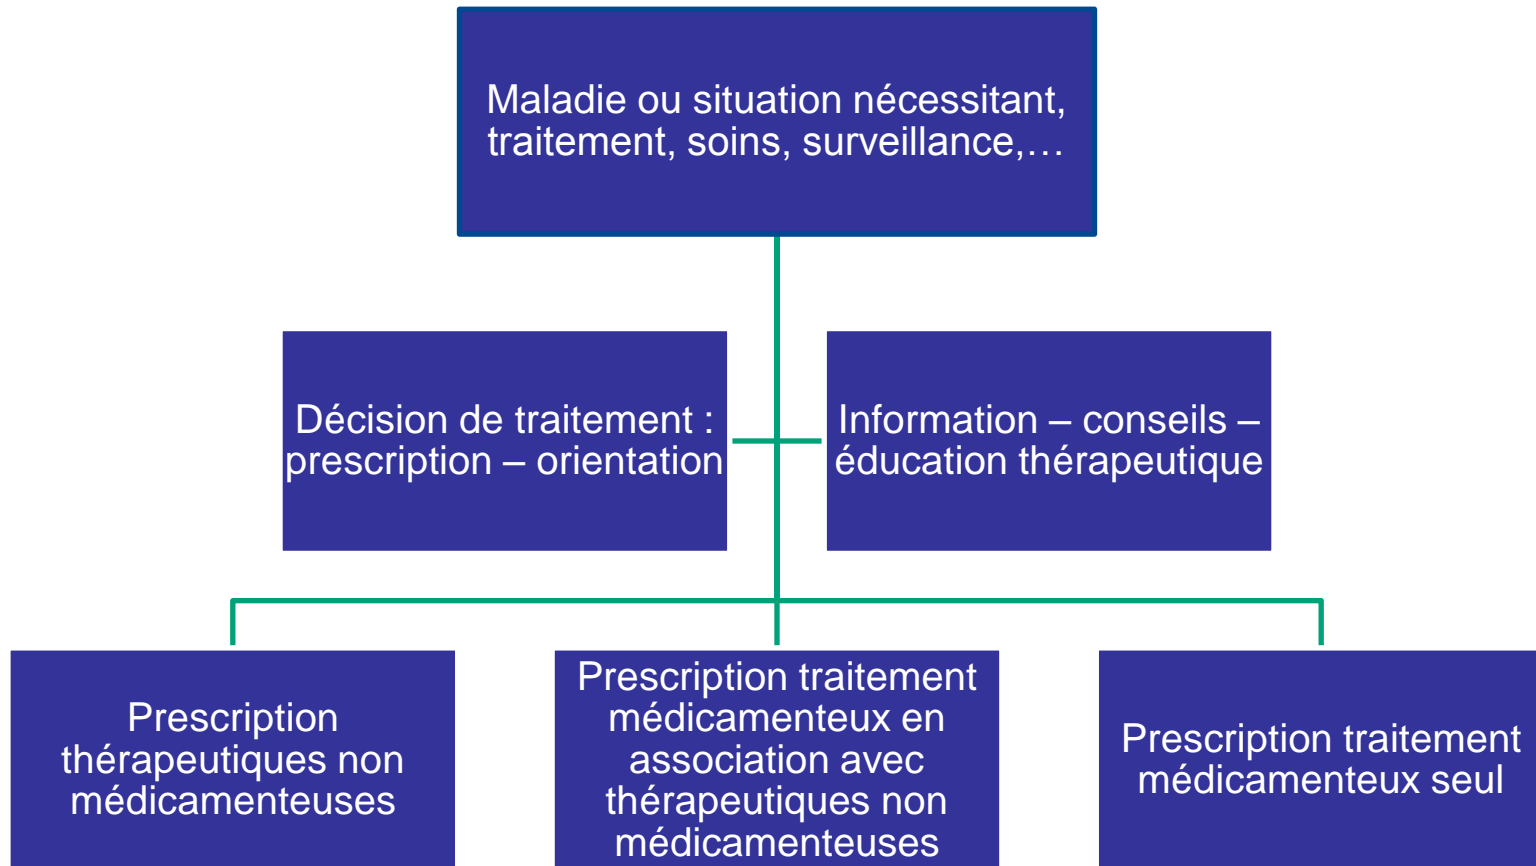 Maladie ou situation nécessitant,
traitement, soins, surveillance,…
Décision de traitement :
prescription – orientation
Information – conseils –
éducation thérapeutique
Prescription
thérapeutiques non
médicamenteuses
Prescription traitement
médicamenteux en
association avec
thérapeutiques non
médicamenteuses
Prescription traitement
médicamenteux seul